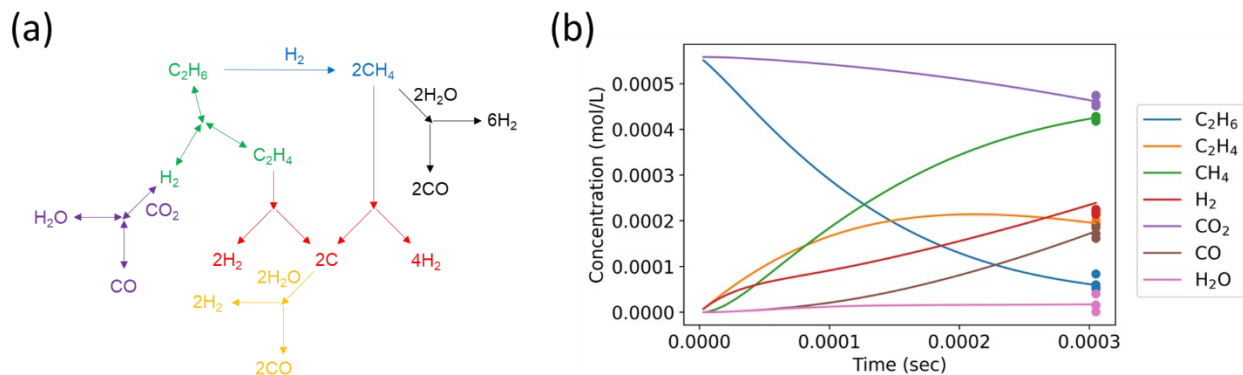 (a)
H₂
C₂H₆
2CH₄
2H₂O
6H₂
C₂H₄
H₂
2CO
CO₂
H₂O
CO
2H₂
2C
4H₂
2H₂O
2H₂
2CO
(b)
Concentration (mol/L)
0.0005
0.0004
0.0003
0.0002
0.0001
0.0000
0.0000
0.0001
0.0002
0.0003
Time (sec)
C₂H₆
C₂H₄
CH₄
H₂
CO₂
CO
H₂O